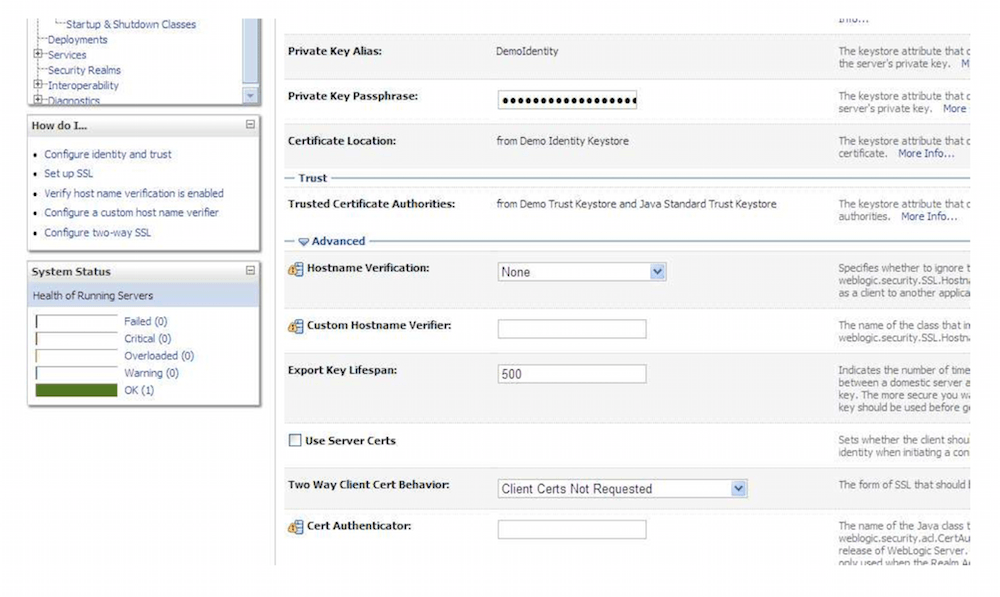 Startup & Shutdown Classes
Deployments
Services
Security Realms
Interoperability
Diagnostics
How do I...
Configure identity and trust
Set up SSL
Verify host name verification is enabled
Configure a custom host name verifier
Configure two-way SSL
System Status
Health of Running Servers
Failed (0)
Critical (0)
Overloaded (0)
Warning (0)
OK (1)
Info...
Private Key Alias: DemoIdentity
The keystore attribute that
the server's private key. M
Private Key Passphrase:
The keystore attribute that
server's private key. More
Certificate Location: from Demo Identity Keystore
The keystore attribute that
certificate. More Info...
Trust
Trusted Certificate Authorities: from Demo Trust Keystore and Java Standard Trust Keystore
The keystore attribute that
authorities. More Info...
Advanced
Hostname Verification: None
Specifies whether to ignore
weblogic.security.SSL.Hostn
as a client to another applica
Custom Hostname Verifier:
The name of the class that
weblogic.security.SSL.Hostn
Export Key Lifespan: 500
Indicates the number of time
between a domestic server
key. The more secure you
key should be used before
Use Server Certs
Sets whether the client shou
identity when initiating a con
Two Way Client Cert Behavior: Client Certs Not Requested
The form of SSL that should
Cert Authenticator:
The name of the Java class
weblogic.security.acl.CertAu
release of WebLogic Server.
only used when the Realm